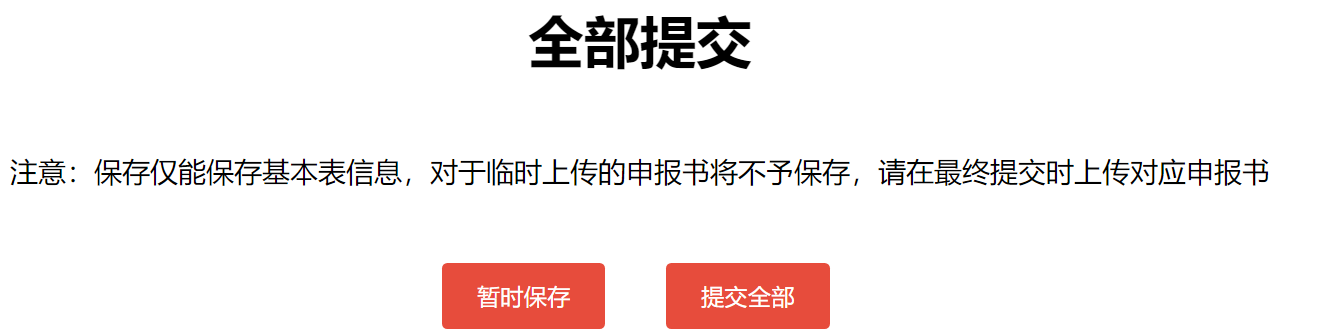 全部提交
注意：保存仅能保存基本表信息，对于临时上传的申报书将不予保存，请在最终提交时上传对应申报书
暂时保存
提交全部